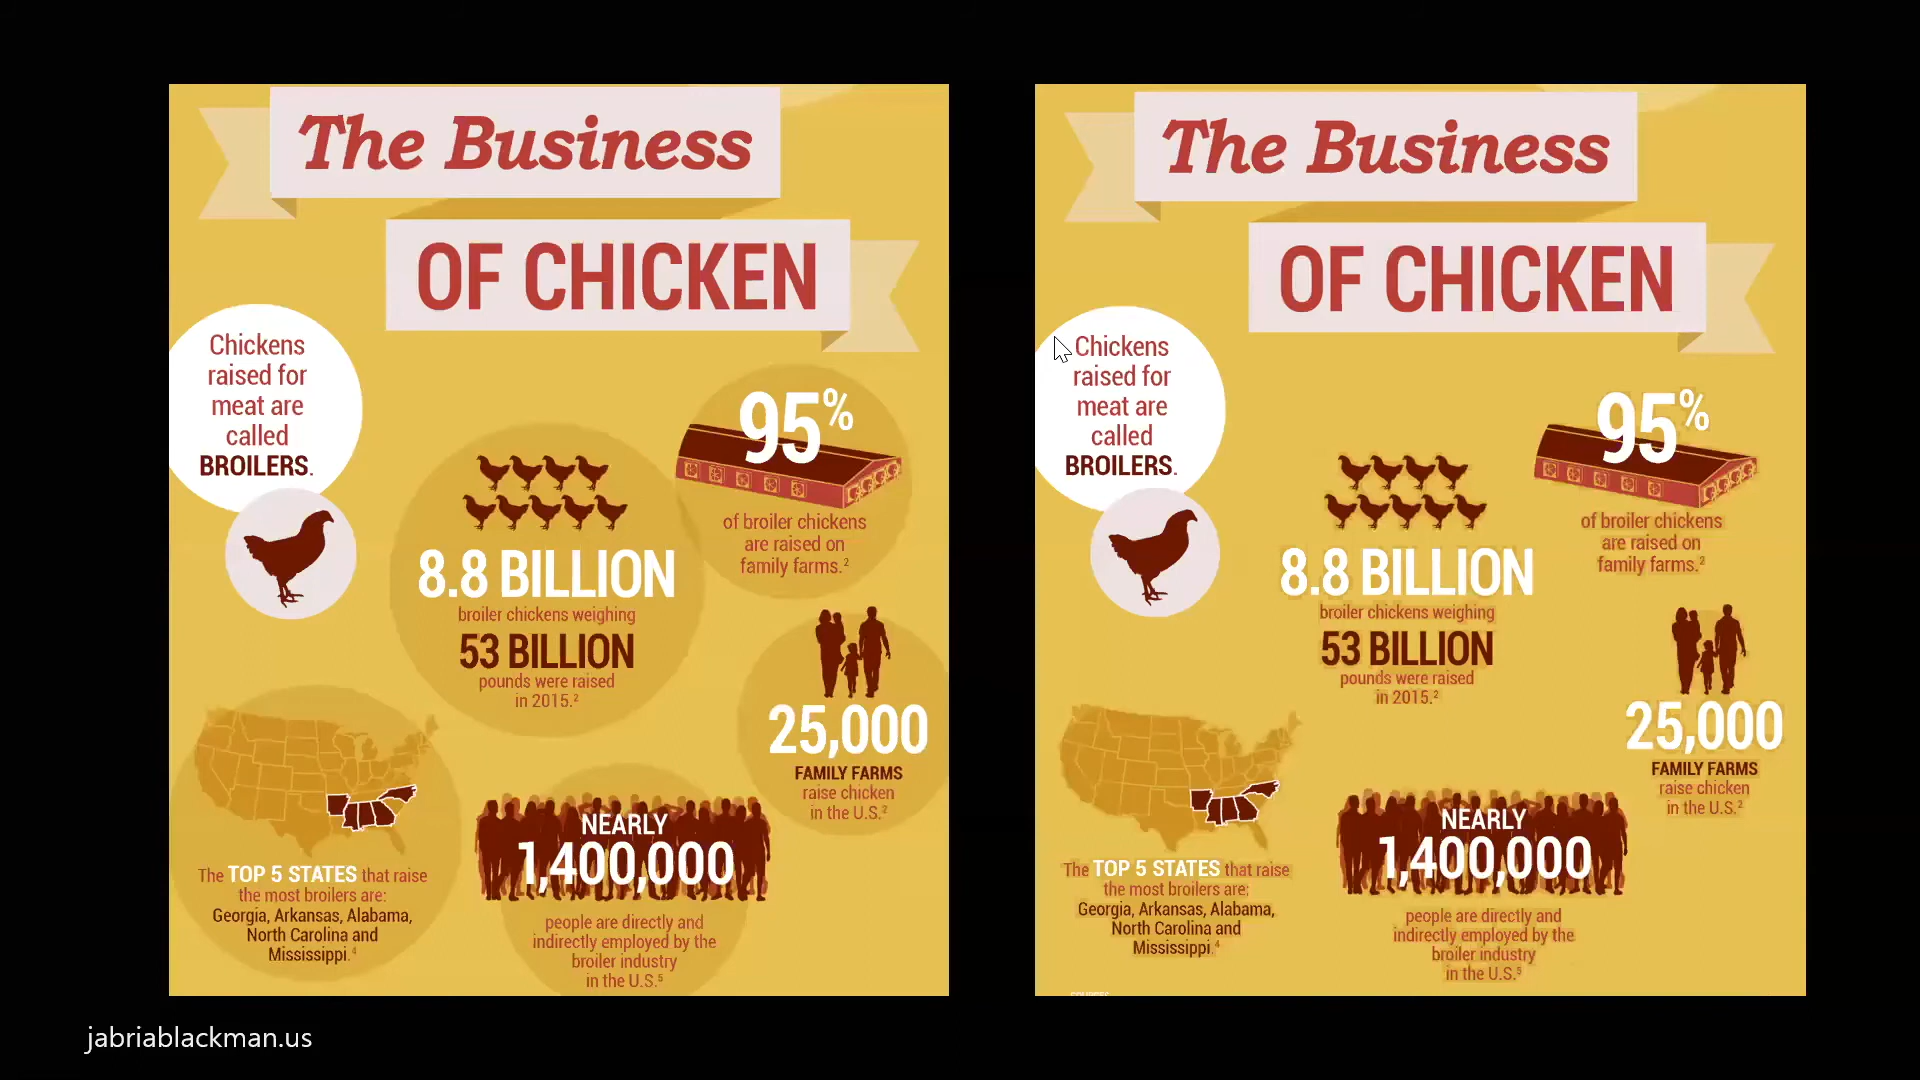 The Business
OF CHICKEN
Chickens
raised for
meat are
called
BROILERS.
95%
of broiler chickens
are raised on
family farms.²
8.8 BILLION
broiler chickens weighing
53 BILLION
pounds were raised
in 2015.²
25,000
FAMILY FARMS
raise chicken
in the U.S.²
The TOP 5 STATES that raise
the most broilers are:
Georgia, Arkansas, Alabama,
North Carolina and
Mississippi.⁴
NEARLY
1,400,000
people are directly and
indirectly employed by the
broiler industry
in the U.S.⁵
The Business
OF CHICKEN
Chickens
raised for
meat are
called
BROILERS.
95%
of broiler chickens
are raised on
family farms.²
8.8 BILLION
broiler chickens weighing
53 BILLION
pounds were raised
in 2015.²
25,000
FAMILY FARMS
raise chicken
in the U.S.²
The TOP 5 STATES that raise
the most broilers are:
Georgia, Arkansas, Alabama,
North Carolina and
Mississippi.⁴
NEARLY
1,400,000
people are directly and
indirectly employed by the
broiler industry
in the U.S.⁵
jabriablackman.us